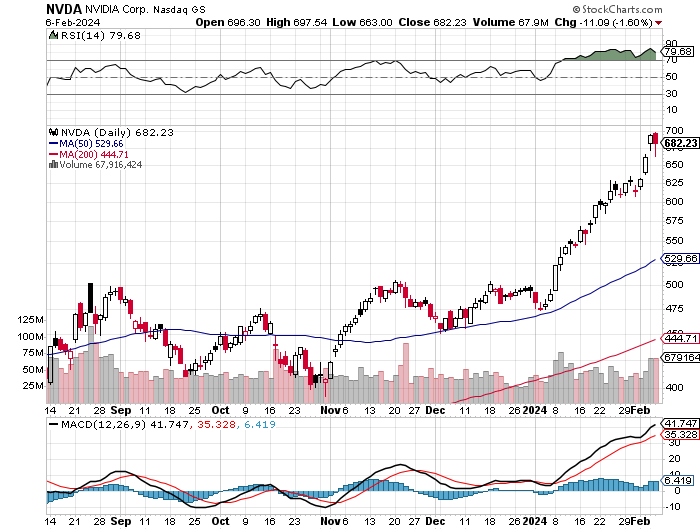 NVDA NVIDIA Corp. Nasdaq GS © StockCharts.com
6-Feb-2024 Open 696.30 High 697.54 Low 663.00 Close 682.23 Volume 67.9M Chg -11.09 (-1.60%)
RSI(14) 79.68
90
79.68
70
50
30
10
NVDA (Daily) 682.23
MA(50) 529.66
MA(200) 444.71
Volume 67,916,424
700
682.23
650
625
600
575
550
529.66
500
475
450
444.71
679164
400
125M
100M
75M
50M
25M
14 21 28 Sep 11 18 25 Oct 9 16 23 Nov 6 13 20 27 Dec 11 18 26 2024 8 16 22 29 Feb
MACD(12,26,9) 41.747, 35.328, 6.419
41.747
35.328
30
20
10
6.419
0
-10
14 21 28 Sep 11 18 25 Oct 9 16 23 Nov 6 13 20 27 Dec 11 18 26 2024 8 16 22 29 Feb